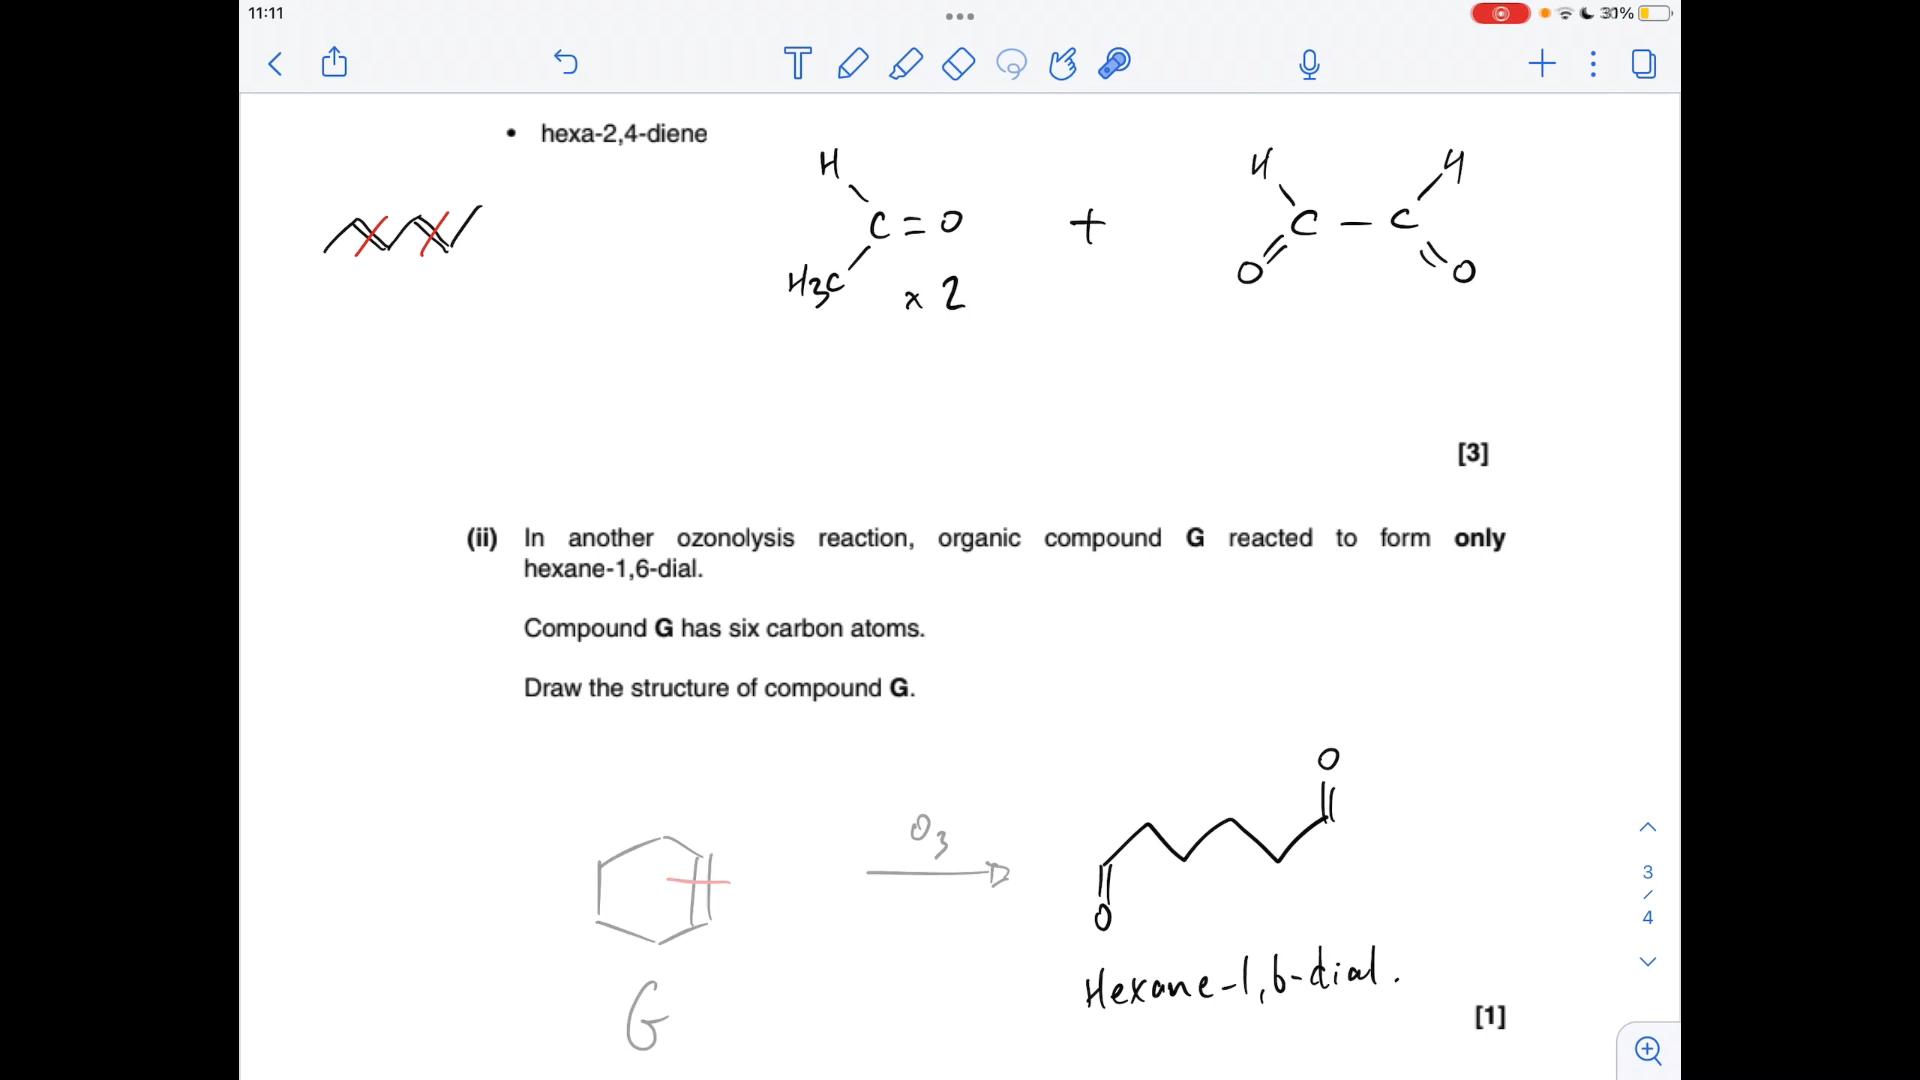 11:11
31%
• hexa-2,4-diene
H H H
C = O + C – C
H3C x 2 O O
[3]
(ii) In another ozonolysis reaction, organic compound G reacted to form only
hexane-1,6-dial.
Compound G has six carbon atoms.
Draw the structure of compound G.
O
O3
O
Hexane-1,6-dial.
G
[1]
3
/
4
T